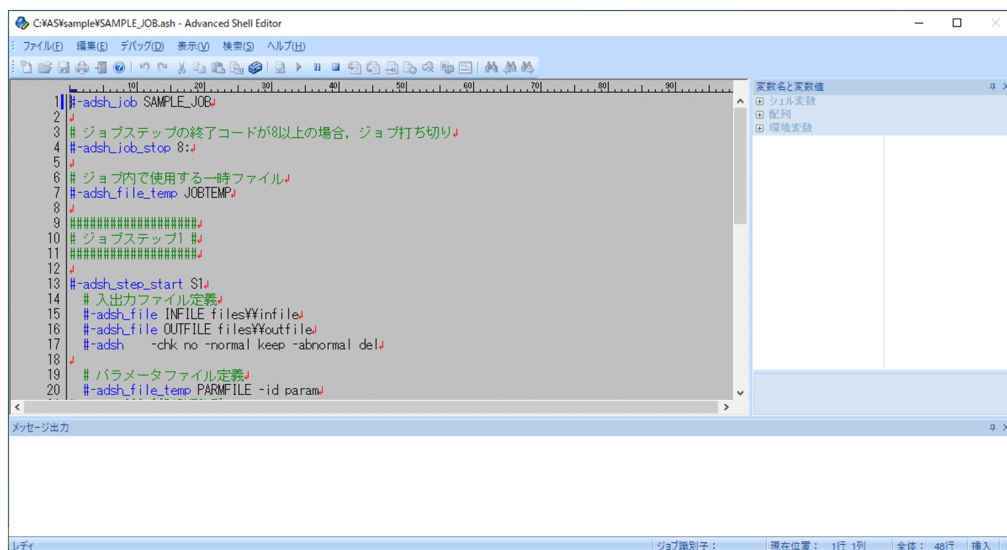 C:¥AS¥sample¥SAMPLE_JOB.ash - Advanced Shell Editor
ファイル(F) 編集(E) デバッグ(D) 表示(V) 検索(S) ヘルプ(H)
10 20 30 40 50 60 70 80 90
1 #-adsh_job SAMPLE_JOB
2
3 # ジョブステップの終了コードが8以上の場合，ジョブ打ち切り
4 #-adsh_job_stop 8:
5
6 # ジョブ内で使用する一時ファイル
7 #-adsh_file_temp JOBTEMP
8
9 ###################
10 # ジョブステップ1 #
11 ###################
12
13 #-adsh_step_start S1
14 # 入出力ファイル定義
15 #-adsh_file INFILE files¥¥infile
16 #-adsh_file OUTFILE files¥¥outfile
17 #-adsh -chk no -normal keep -abnormal del
18
19 # パラメータファイル定義
20 #-adsh_file_temp PARMFILE -id param
変数名と変数値
シェル変数
配列
環境変数
メッセージ出力
レディ ジョブ識別子： 現在位置： 1行 1列 全体： 48行 挿入